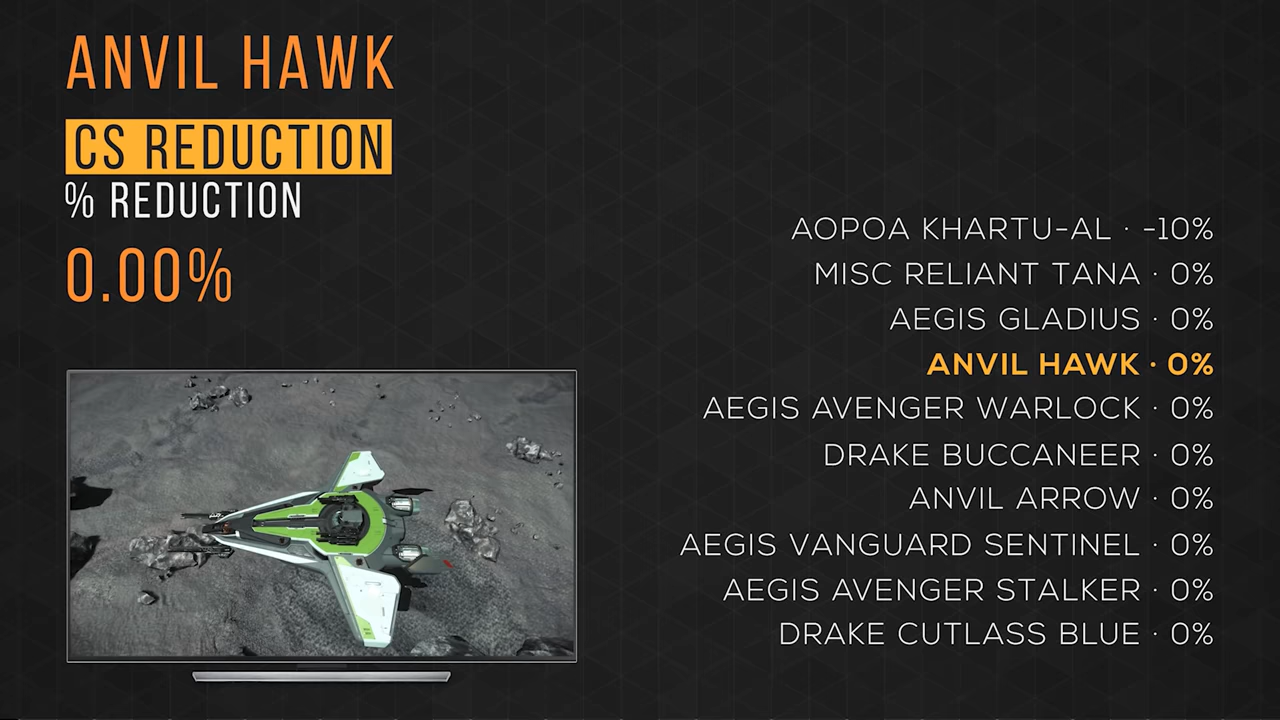 ANVIL HAWK
CS REDUCTION
% REDUCTION
0.00%
AOPOA KHARTU-AL · -10%
MISC RELIANT TANA · 0%
AEGIS GLADIUS · 0%
ANVIL HAWK · 0%
AEGIS AVENGER WARLOCK · 0%
DRAKE BUCCANEER · 0%
ANVIL ARROW · 0%
AEGIS VANGUARD SENTINEL · 0%
AEGIS AVENGER STALKER · 0%
DRAKE CUTLASS BLUE · 0%